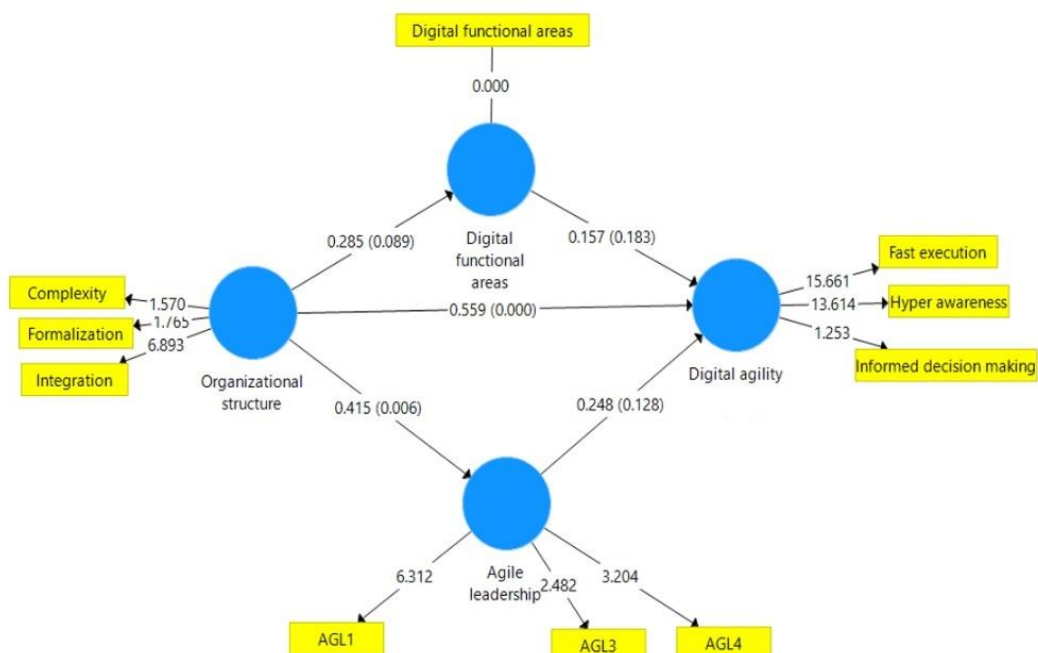 Digital functional areas
0.000
Digital
functional
areas
0.285 (0.089)
0.157 (0.183)
Complexity
Formalization
Integration
1.570
1.765
6.893
Organizational
structure
0.559 (0.000)
Digital agility
15.661
13.614
1.253
Fast execution
Hyper awareness
Informed decision making
0.415 (0.006)
0.248 (0.128)
Agile
leadership
6.312
2.482
3.204
AGL1
AGL3
AGL4